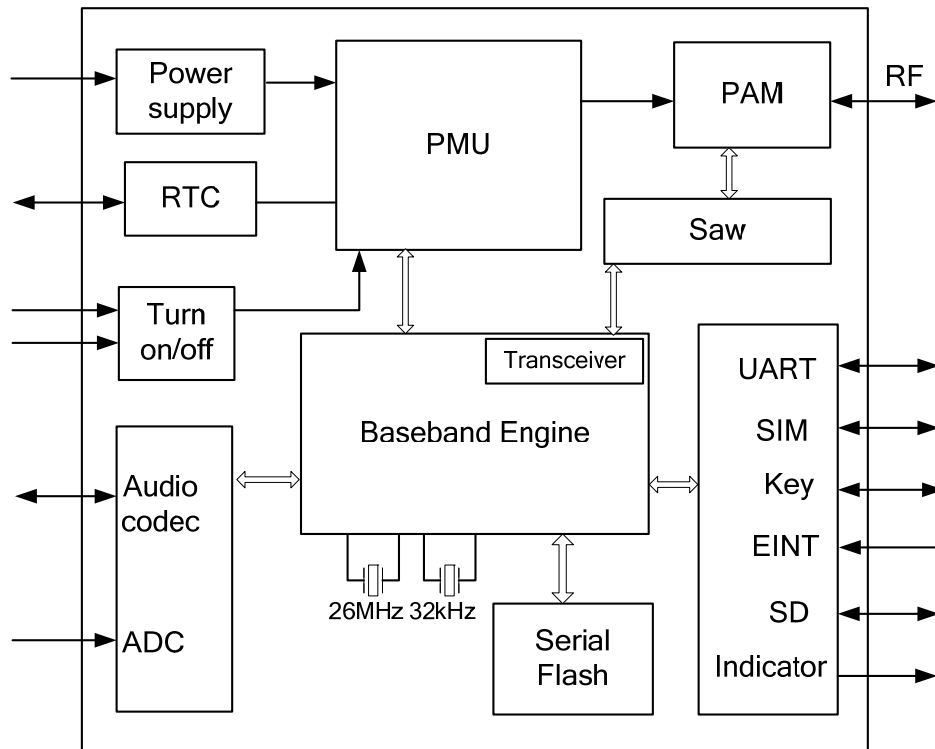 Power
supply
PMU
PAM
RF
RTC
Saw
Turn
on/off
Transceiver
Baseband Engine
UART
SIM
Key
EINT
SD
Indicator
Audio
codec
ADC
26MHz
32kHz
Serial
Flash